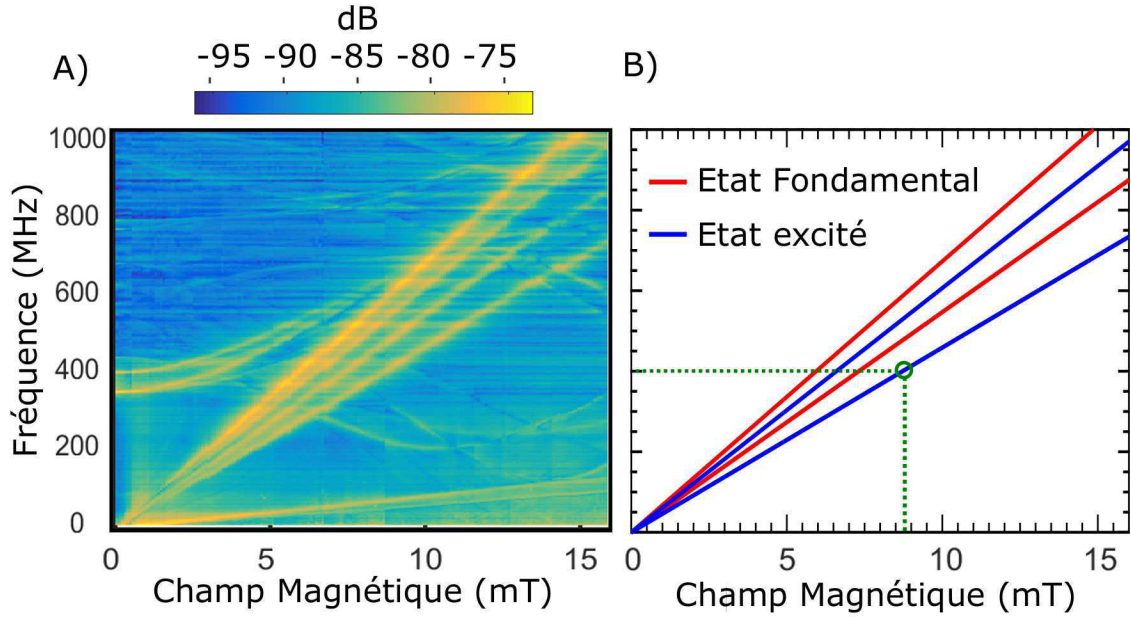 dB
-95 -90 -85 -80 -75
A)
B)
1000
800
600
400
200
0
Fréquence (MHz)
0 5 10 15
Champ Magnétique (mT)
Etat Fondamental
Etat excité
0 5 10 15
Champ Magnétique (mT)